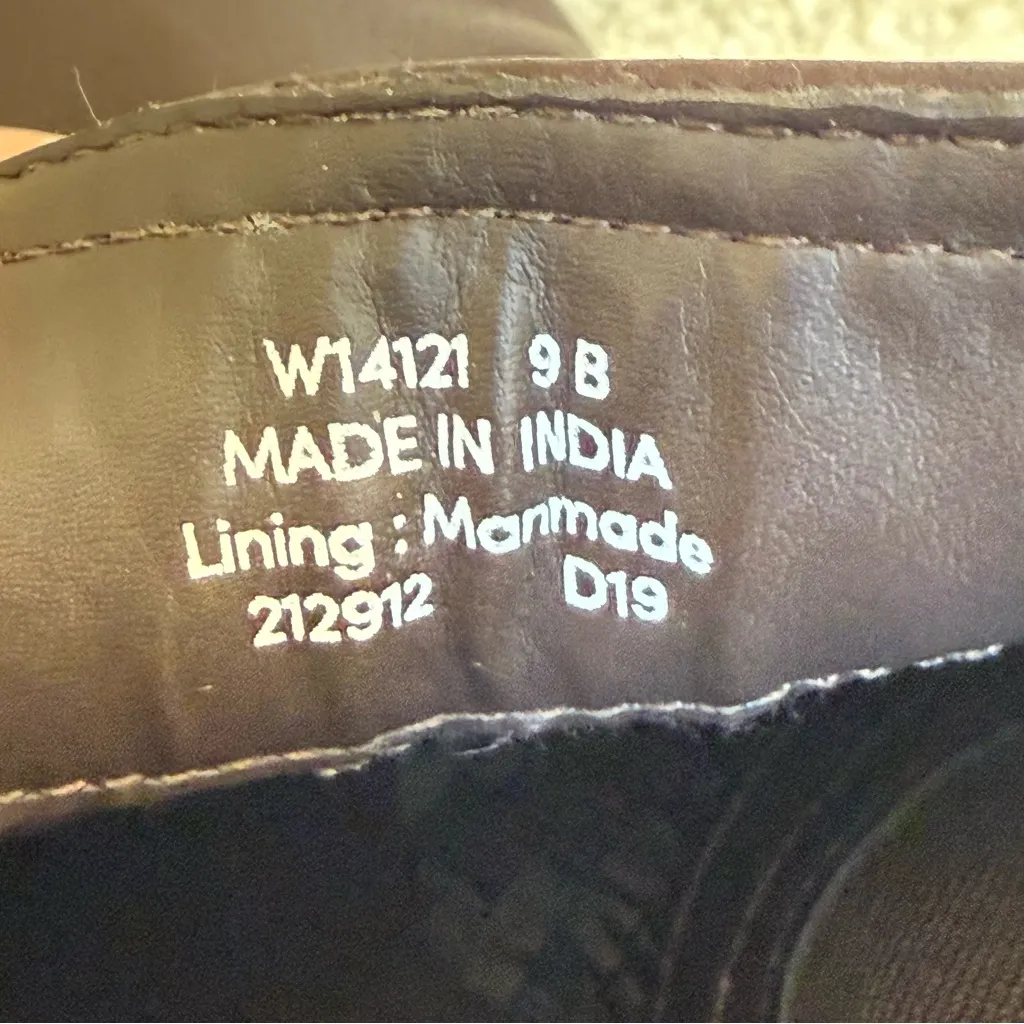 W14121 9 B
MADE IN INDIA
Lining : Manmade
212912 D19